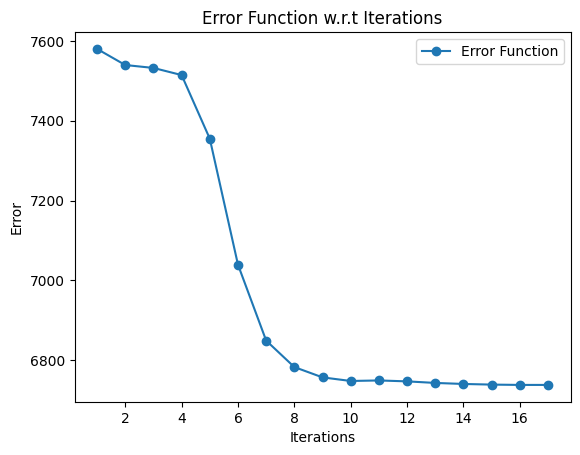 Error Function w.r.t Iterations
Error Function
7600
7400
7200
7000
6800
Error
2 4 6 8 10 12 14 16
Iterations